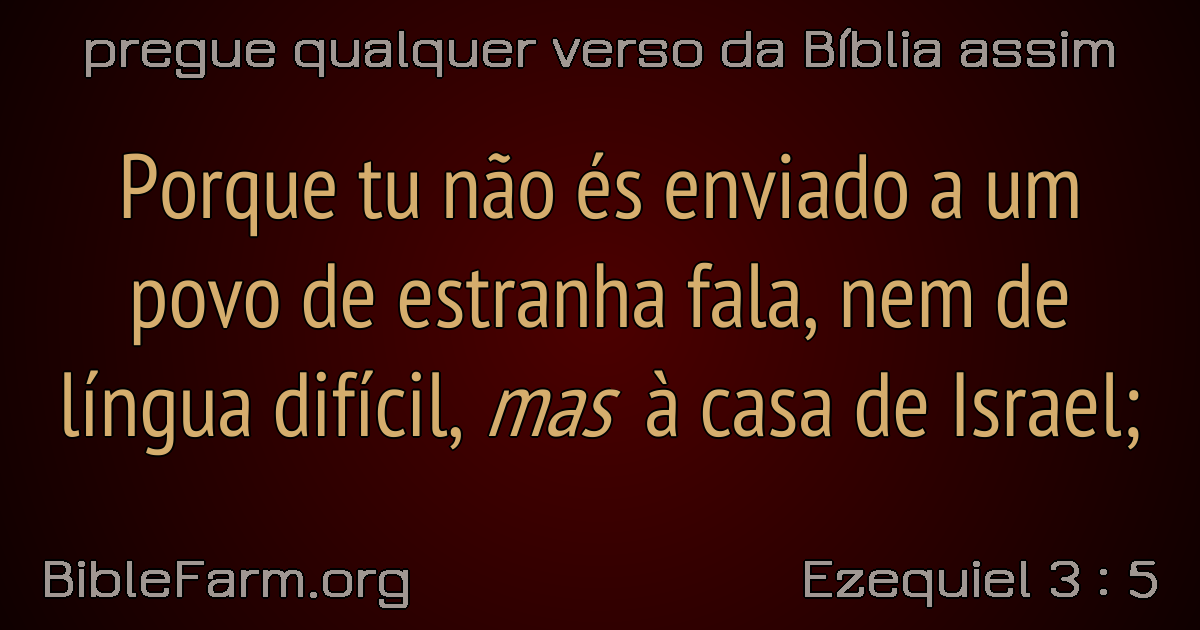 pregue qualquer verso da Bíblia assim
Porque tu não és enviado a um
povo de estranha fala, nem de
língua difícil, mas à casa de Israel;
BibleFarm.org
Ezequiel 3 : 5